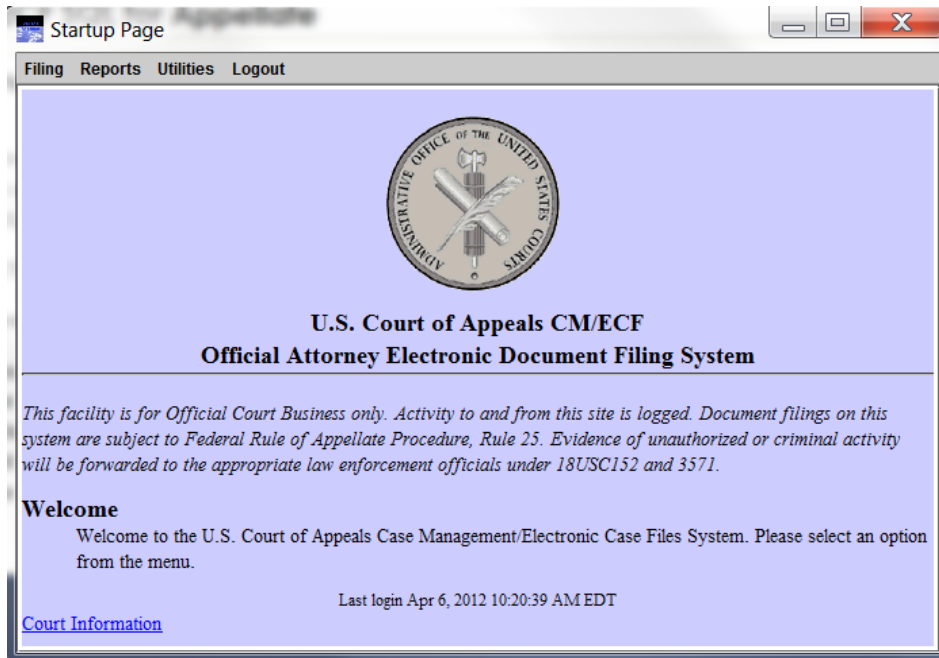 for Appellate
Startup Page
Filing Reports Utilities Logout
ADMINISTRATIVE OFFICE OF THE UNITED STATES COURTS
U.S. Court of Appeals CM/ECF
Official Attorney Electronic Document Filing System
This facility is for Official Court Business only. Activity to and from this site is logged. Document filings on this
system are subject to Federal Rule of Appellate Procedure, Rule 25. Evidence of unauthorized or criminal activity
will be forwarded to the appropriate law enforcement officials under 18USC152 and 3571.
Welcome
Welcome to the U.S. Court of Appeals Case Management/Electronic Case Files System. Please select an option
from the menu.
Last login Apr 6, 2012 10:20:39 AM EDT
Court Information